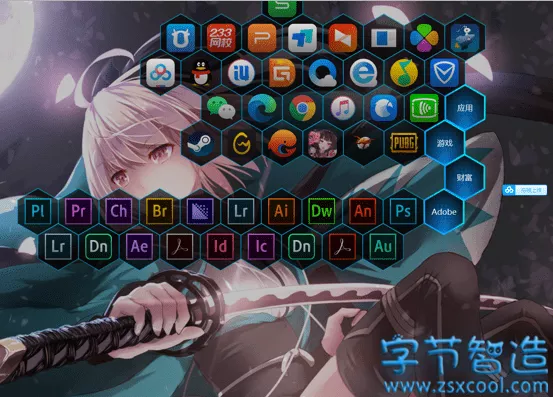 S
233
网校
iU
应用
游戏
PUBG
财富
Pl Pr Ch Br Lr Ai Dw An Ps
Adobe
Lr Dn Ae Id Ic Dn Au
字节智造
www.zsxcool.com